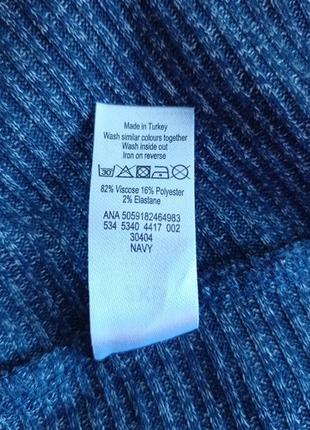 Made in Turkey
Wash similar colours together
Wash inside out
Iron on reverse
30
82% Viscose 16% Polyester
2% Elastane
ANA 5059182464983
534 5340 4417 002
30404
NAVY